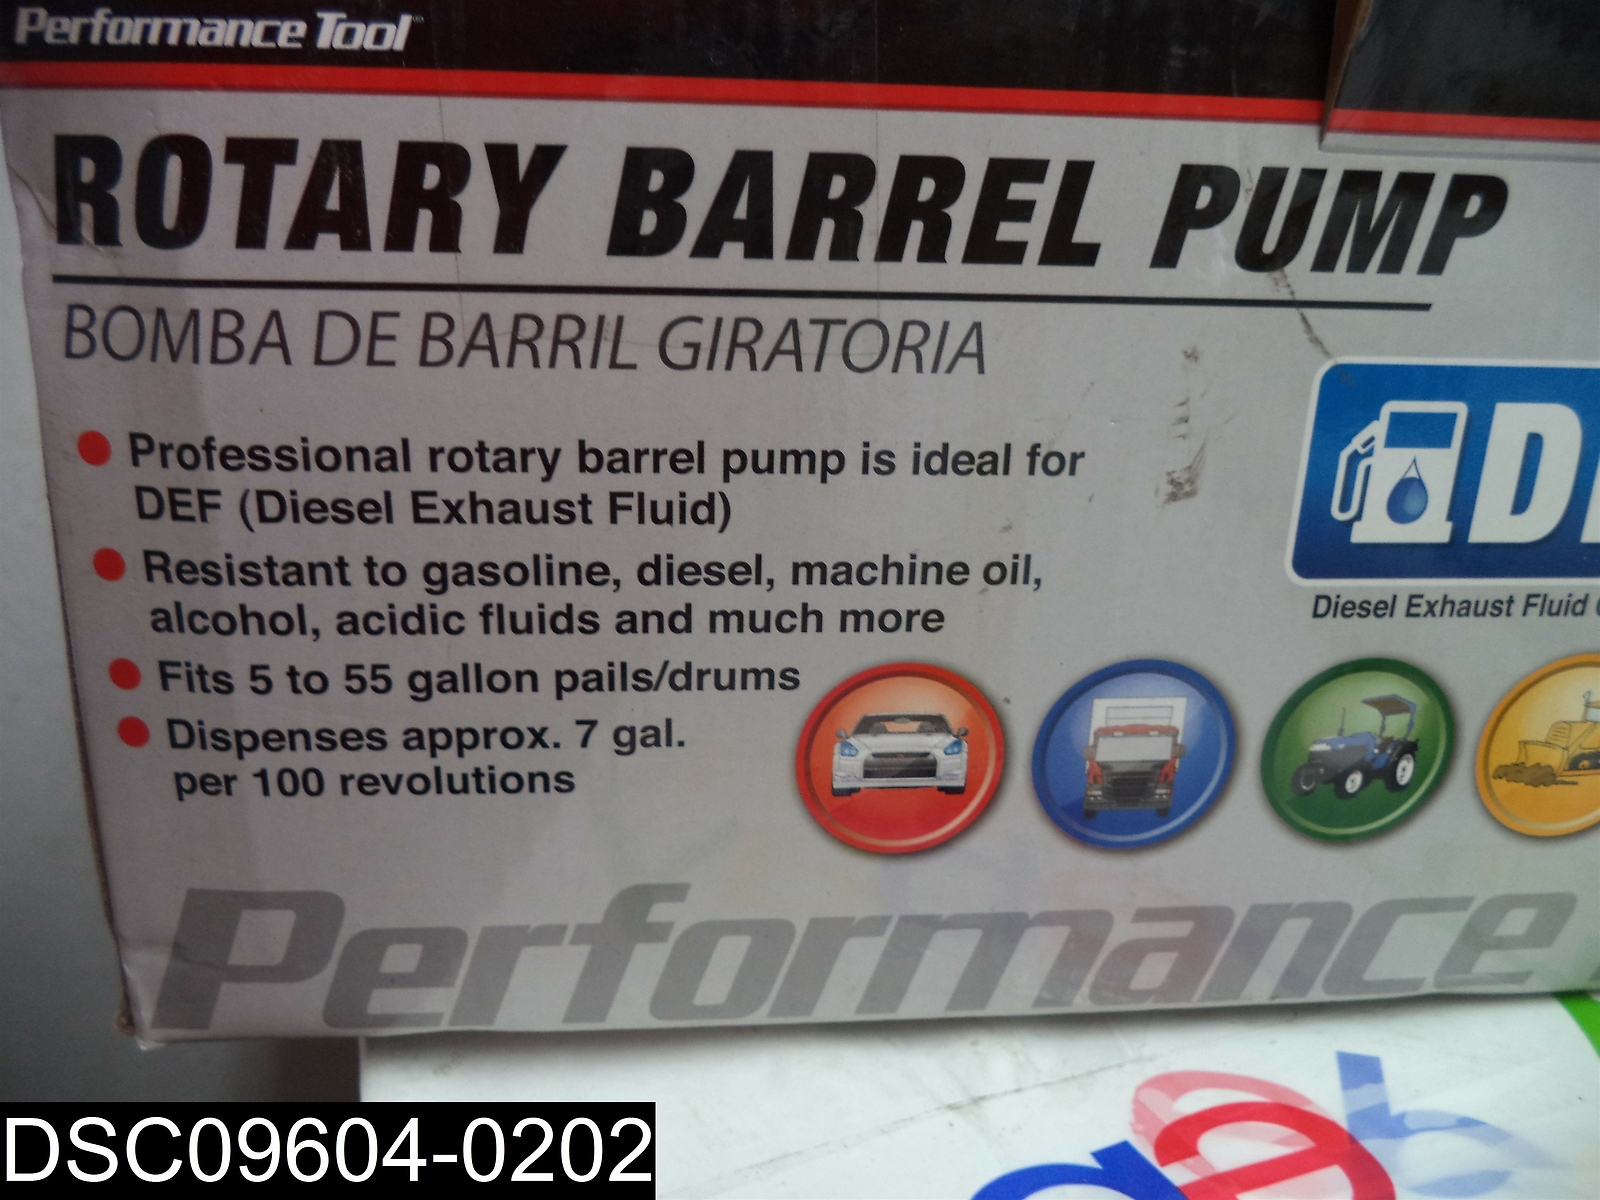 Performance Tool™
ROTARY BARREL PUMP
BOMBA DE BARRIL GIRATORIA
Professional rotary barrel pump is ideal for
DEF (Diesel Exhaust Fluid)
Resistant to gasoline, diesel, machine oil,
alcohol, acidic fluids and much more
Fits 5 to 55 gallon pails/drums
Dispenses approx. 7 gal.
per 100 revolutions
Diesel Exhaust Fluid
Performance
DSC09604-0202